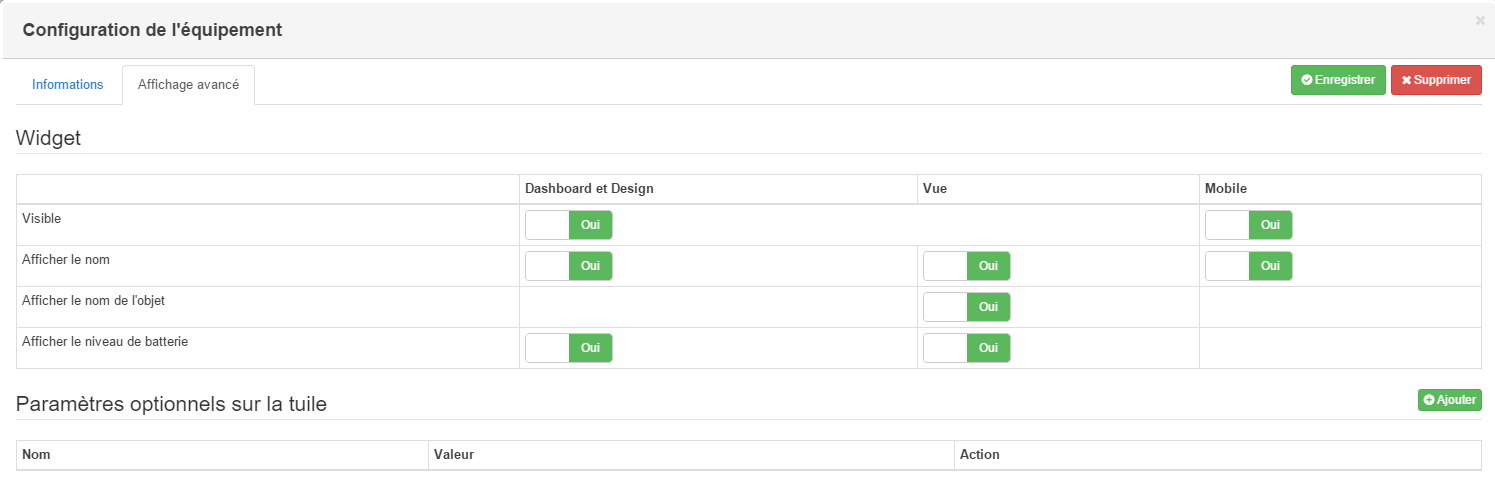 Configuration de l'équipement
Informations Affichage avancé Enregistrer Supprimer
Widget
Dashboard et Design Vue Mobile
Visible Oui Oui
Afficher le nom Oui Oui Oui
Afficher le nom de l'objet Oui
Afficher le niveau de batterie Oui Oui
Paramètres optionnels sur la tuile Ajouter
Nom Valeur Action